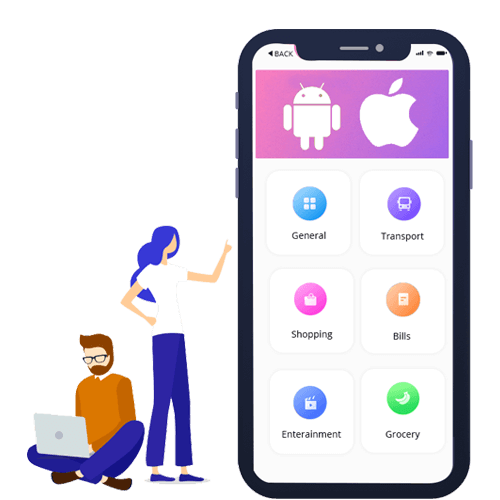 BACK
General
Transport
Shopping
Bills
Enterainment
Grocery